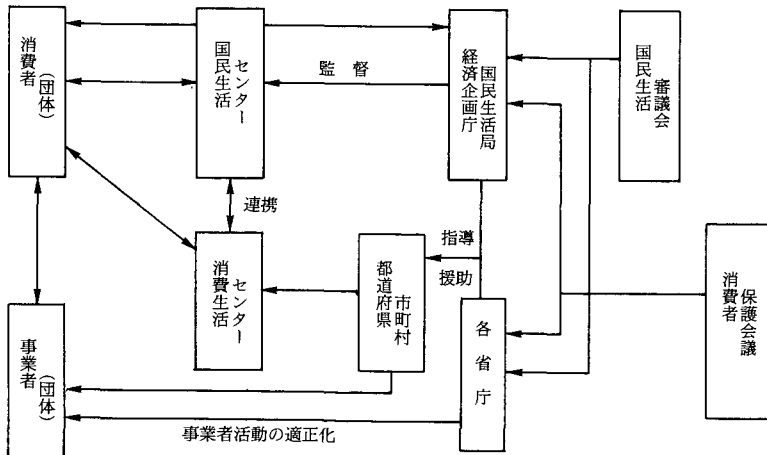 消費者
(団体)
国民生活
センター
監 督
経済企画庁
国民生活局
国民生活
審議会
連携
消費生活
センター
都道府県
市町村
指導
援助
各省庁
消費者
保護会議
事業者
(団体)
事業者活動の適正化